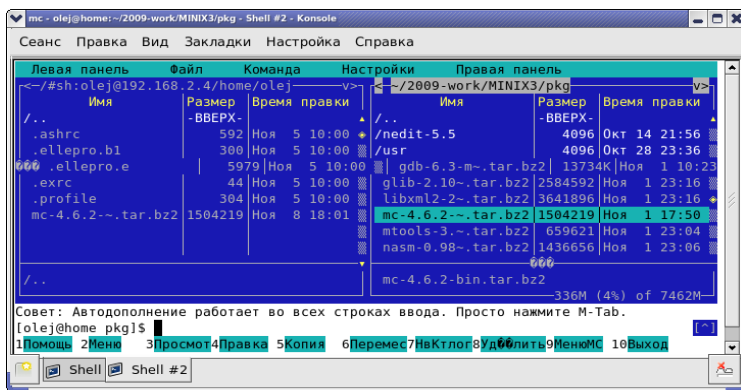 mc - olej@home: ~/2009-work/MINIX3/pkg - Shell #2 - Konsole
Сеанс Правка Вид Закладки Настройка Справка
Левая панель Файл Команда Настройки Правая панель
<─/#sh:olej@192.168.2.4/home/olej────v> < ~/2009-work/MINIX3/pkg────v>
Имя Размер Время правки Имя Размер Время правки
/.. -ВВЕРХ- /.. -ВВЕРХ-
.ashrc 592 Ноя 5 10:00 /nedit-5.5 4096 Окт 14 21:56
.ellepro.b1 300 Ноя 5 10:00 /usr 4096 Окт 28 23:36
��� .ellepro.e 5979 Ноя 5 10:00 gdb-6.3-m~.tar.bz2 13734K Ноя 1 10:23
.exrc 44 Ноя 5 10:00 glib-2.10~.tar.bz2 2584592 Ноя 1 23:16
.profile 304 Ноя 5 10:00 libxml2-2~.tar.bz2 3641896 Ноя 1 23:16
mc-4.6.2-~.tar.bz2 1504219 Ноя 8 18:01 mc-4.6.2-~.tar.bz2 1504219 Ноя 1 17:50
mtools-3.~.tar.bz2 659621 Ноя 1 23:04
nasm-0.98~.tar.bz2 1436656 Ноя 1 23:06
���
/.. mc-4.6.2-bin.tar.bz2
336M (4%) of 7462M
Совет: Автодополнение работает во всех строках ввода. Просто нажмите M-Tab.
[olej@home pkg]$ [^]
1Помощь 2Меню 3Просмот4Правка 5Копия 6Перемес7НвКтлог8Уд��лить9МенюМС 10Выход
Shell Shell #2